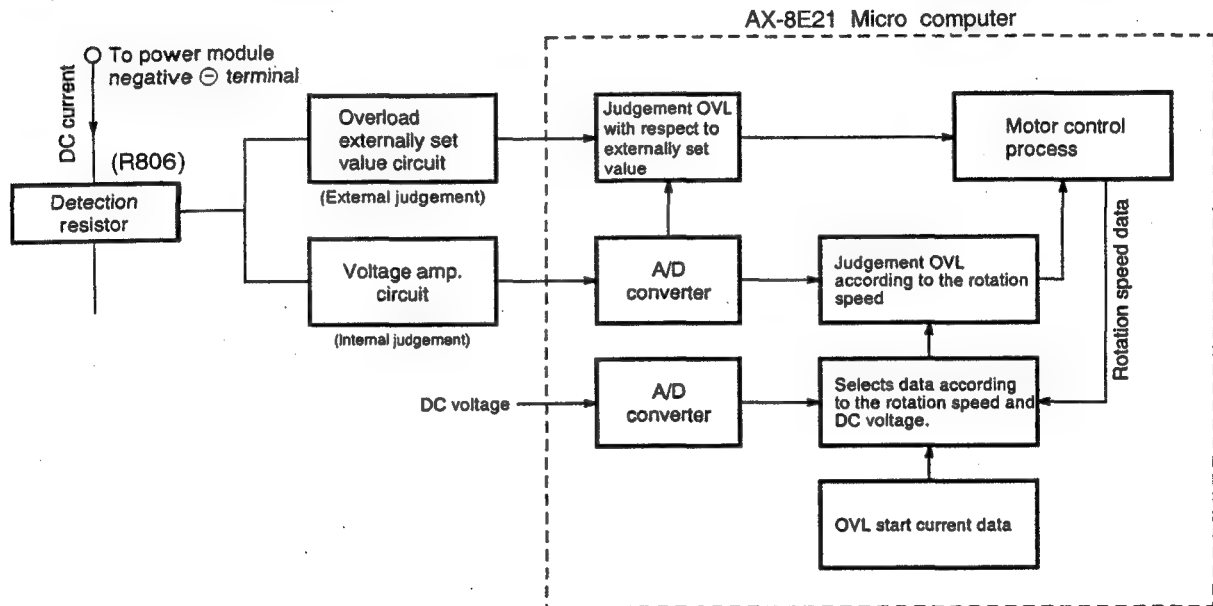 AX-8E21 Micro computer
To power module
negative ⊖ terminal
DC current
(R806)
Detection
resistor
Overload
externally set
value circuit
(External judgement)
Judgement OVL
with respect to
externally set
value
Motor control
process
Voltage amp.
circuit
(Internal judgement)
A/D
converter
Judgement OVL
according to the rotation
speed
Rotation speed data
DC voltage
A/D
converter
Selects data according
to the rotation speed and
DC voltage.
OVL start current data